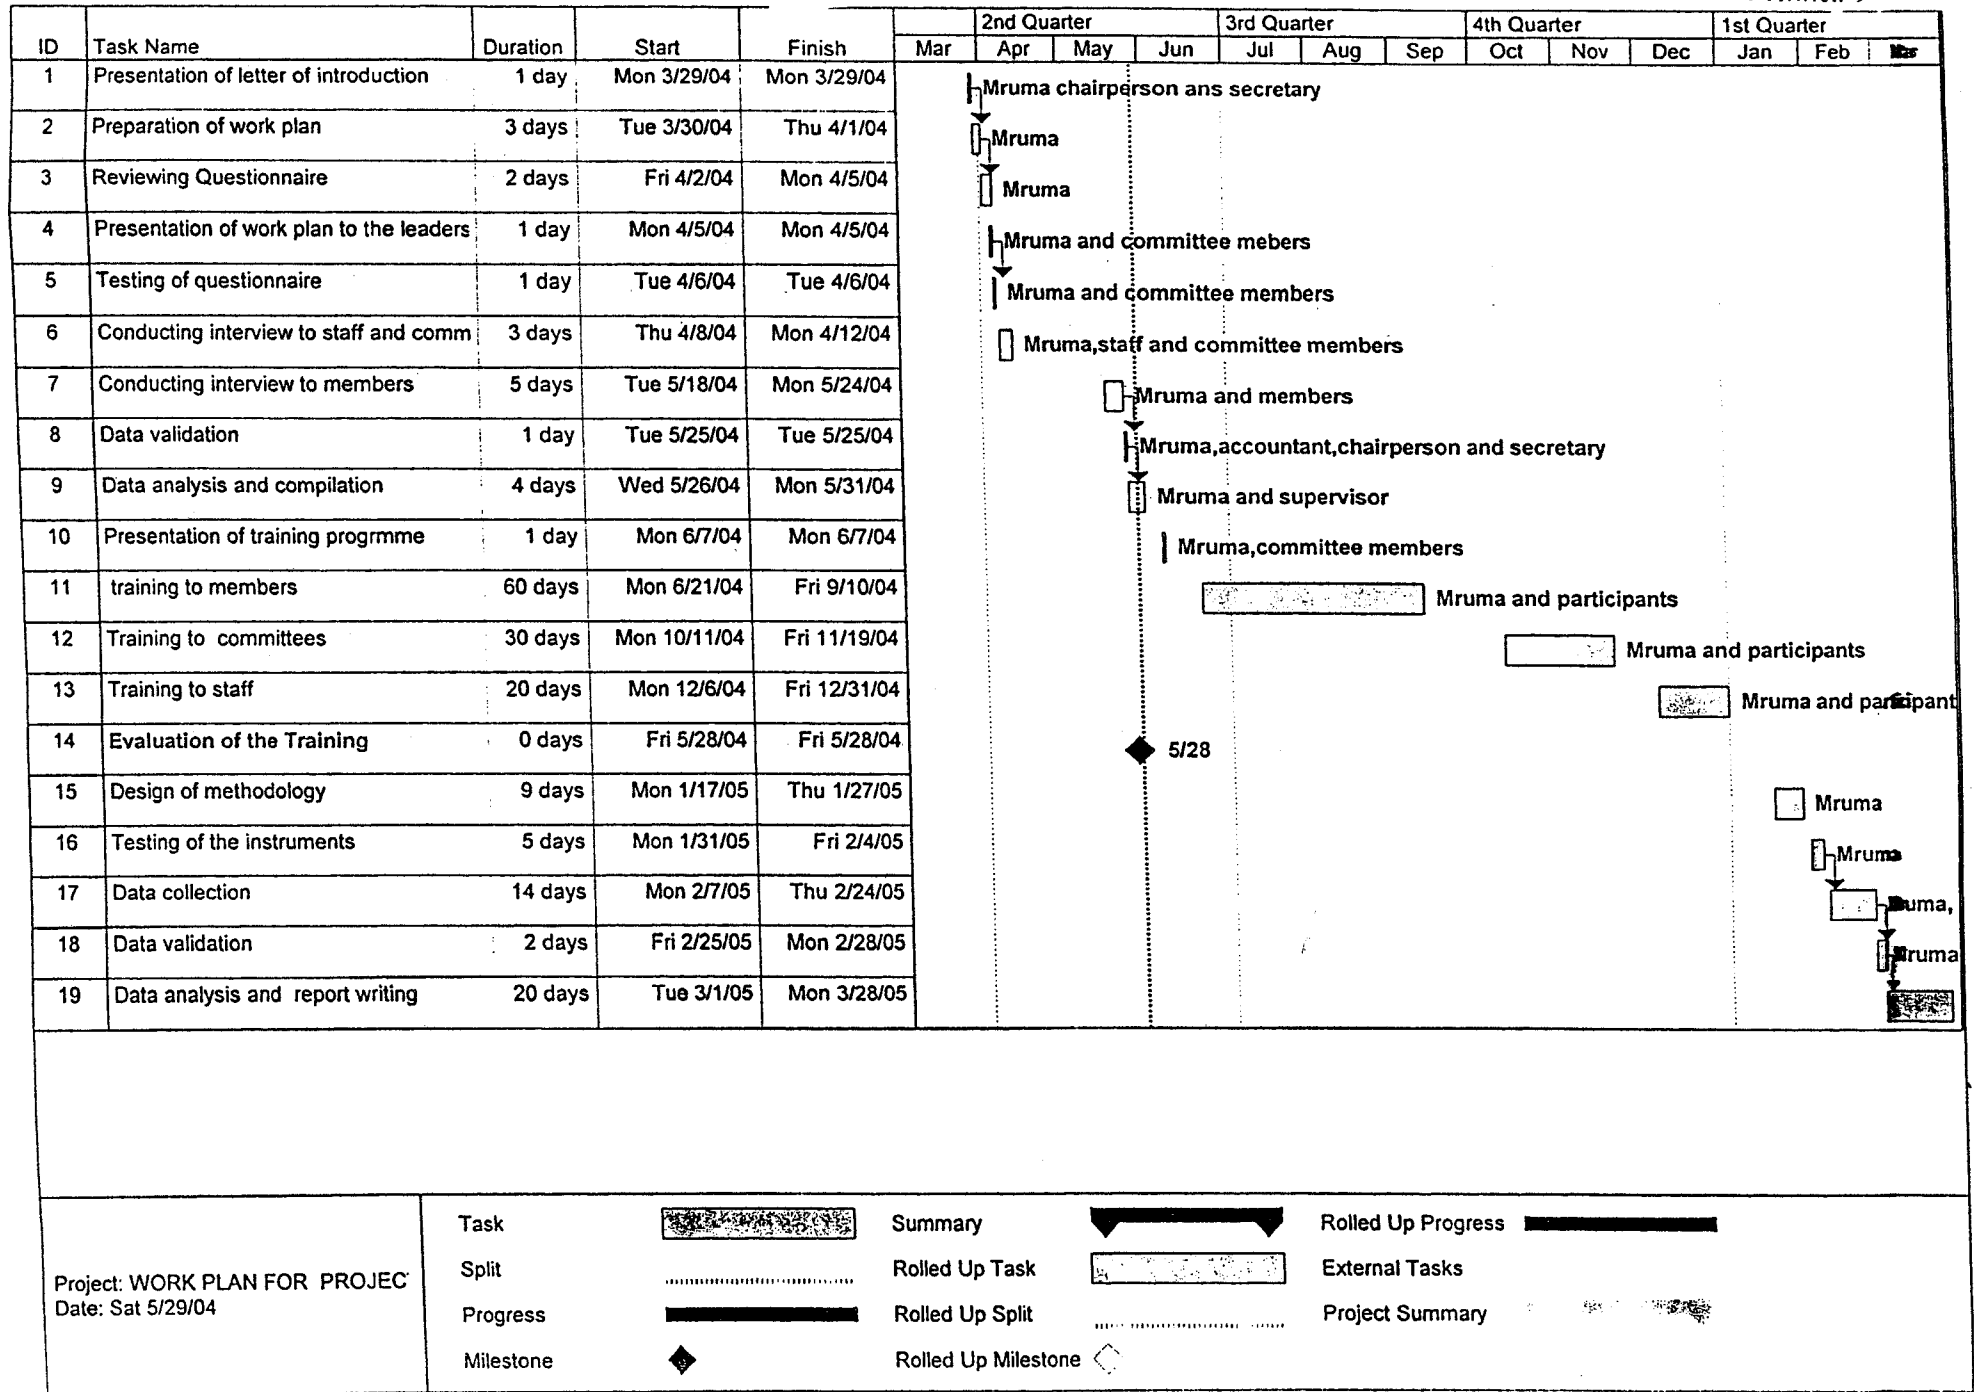 2nd Quarter 3rd Quarter 4th Quarter 1st Quarter
ID Task Name Duration Start Finish Mar Apr May Jun Jul Aug Sep Oct Nov Dec Jan Feb
1 Presentation of letter of introduction 1 day Mon 3/29/04 Mon 3/29/04 Mruma chairperson ans secretary
2 Preparation of work plan 3 days Tue 3/30/04 Thu 4/1/04 Mruma
3 Reviewing Questionnaire 2 days Fri 4/2/04 Mon 4/5/04 Mruma
4 Presentation of work plan to the leaders 1 day Mon 4/5/04 Mon 4/5/04 Mruma and committee mebers
5 Testing of questionnaire 1 day Tue 4/6/04 Tue 4/6/04 Mruma and committee members
6 Conducting interview to staff and comm 3 days Thu 4/8/04 Mon 4/12/04 Mruma,staff and committee members
7 Conducting interview to members 5 days Tue 5/18/04 Mon 5/24/04 Mruma and members
8 Data validation 1 day Tue 5/25/04 Tue 5/25/04 Mruma,accountant,chairperson and secretary
9 Data analysis and compilation 4 days Wed 5/26/04 Mon 5/31/04 Mruma and supervisor
10 Presentation of training progrmme 1 day Mon 6/7/04 Mon 6/7/04 Mruma,committee members
11 training to members 60 days Mon 6/21/04 Fri 9/10/04 Mruma and participants
12 Training to committees 30 days Mon 10/11/04 Fri 11/19/04 Mruma and participants
13 Training to staff 20 days Mon 12/6/04 Fri 12/31/04 Mruma and participant
14 Evaluation of the Training 0 days Fri 5/28/04 Fri 5/28/04 5/28
15 Design of methodology 9 days Mon 1/17/05 Thu 1/27/05 Mruma
16 Testing of the instruments 5 days Mon 1/31/05 Fri 2/4/05 Mruma
17 Data collection 14 days Mon 2/7/05 Thu 2/24/05
18 Data validation 2 days Fri 2/25/05 Mon 2/28/05 Mruma
19 Data analysis and report writing 20 days Tue 3/1/05 Mon 3/28/05
Project: WORK PLAN FOR PROJEC
Date: Sat 5/29/04
Task Summary Rolled Up Progress
Split Rolled Up Task External Tasks
Progress Rolled Up Split Project Summary
Milestone Rolled Up Milestone